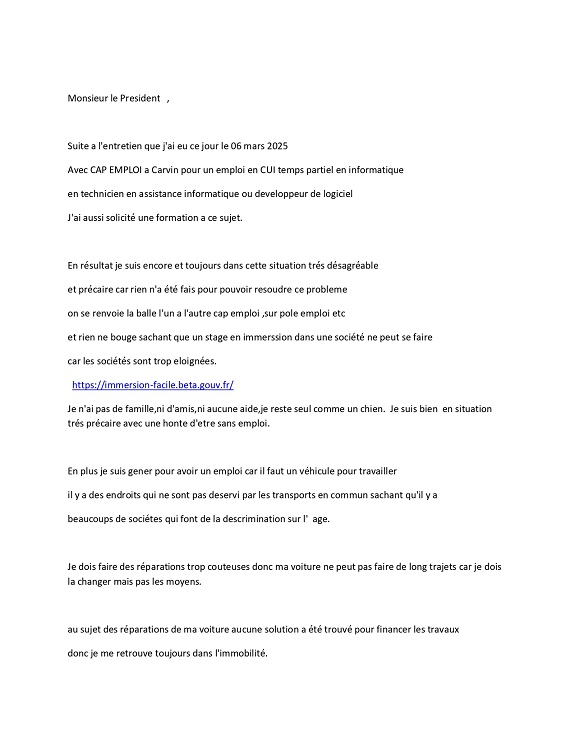 Monsieur le President ,
Suite a l'entretien que j'ai eu ce jour le 06 mars 2025
Avec CAP EMPLOI a Carvin pour un emploi en CUI temps partiel en informatique
en technicien en assistance informatique ou developpeur de logiciel
J'ai aussi solicité une formation a ce sujet.
En résultat je suis encore et toujours dans cette situation trés désagréable
et précaire car rien n'a été fais pour pouvoir resoudre ce probleme
on se renvoie la balle l'un a l'autre cap emploi ,sur pole emploi etc
et rien ne bouge sachant que un stage en immerssion dans une société ne peut se faire
car les sociétés sont trop eloignées.
https://immersion-facile.beta.gouv.fr/
Je n'ai pas de famille,ni d'amis,ni aucune aide,je reste seul comme un chien. Je suis bien en situation
trés précaire avec une honte d'etre sans emploi.
En plus je suis gener pour avoir un emploi car il faut un véhicule pour travailler
il y a des endroits qui ne sont pas deservi par les transports en commun sachant qu'il y a
beaucoups de sociétes qui font de la descrimination sur l' age.
Je dois faire des réparations trop couteuses donc ma voiture ne peut pas faire de long trajets car je dois
la changer mais pas les moyens.
au sujet des réparations de ma voiture aucune solution a été trouvé pour financer les travaux
donc je me retrouve toujours dans l'immobilité.